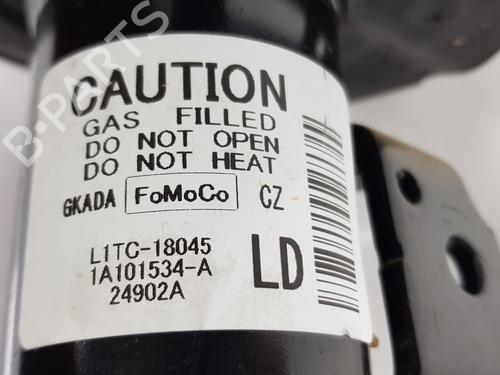 CAUTION
GAS FILLED
DO NOT OPEN
DO NOT HEAT
GKADA FoMoCo CZ
L1TC-18045
1A101534-A
24902A
LD
B-PARTS